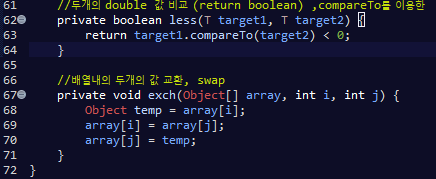 61 //두개의 double 값 비교 (return boolean) ,compareTo를 이용한
62 private boolean less(T target1, T target2) {
63 return target1.compareTo(target2) < 0;
64 }
65
66 //배열내의 두개의 값 교환, swap
67 private void exch(Object[] array, int i, int j) {
68 Object temp = array[i];
69 array[i] = array[j];
70 array[j] = temp;
71 }
72 }